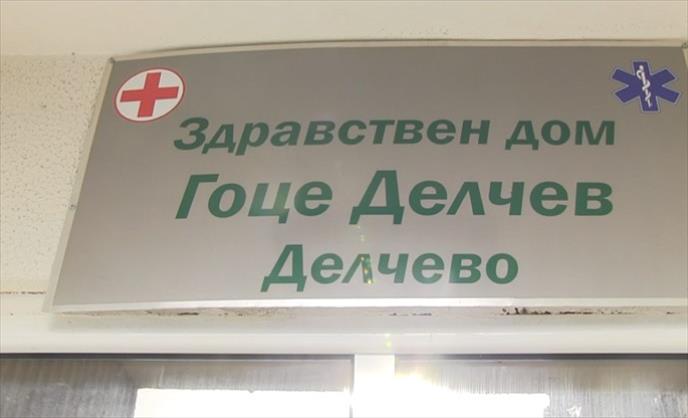 Здравствен дом
Гоце Делчев
Делчево